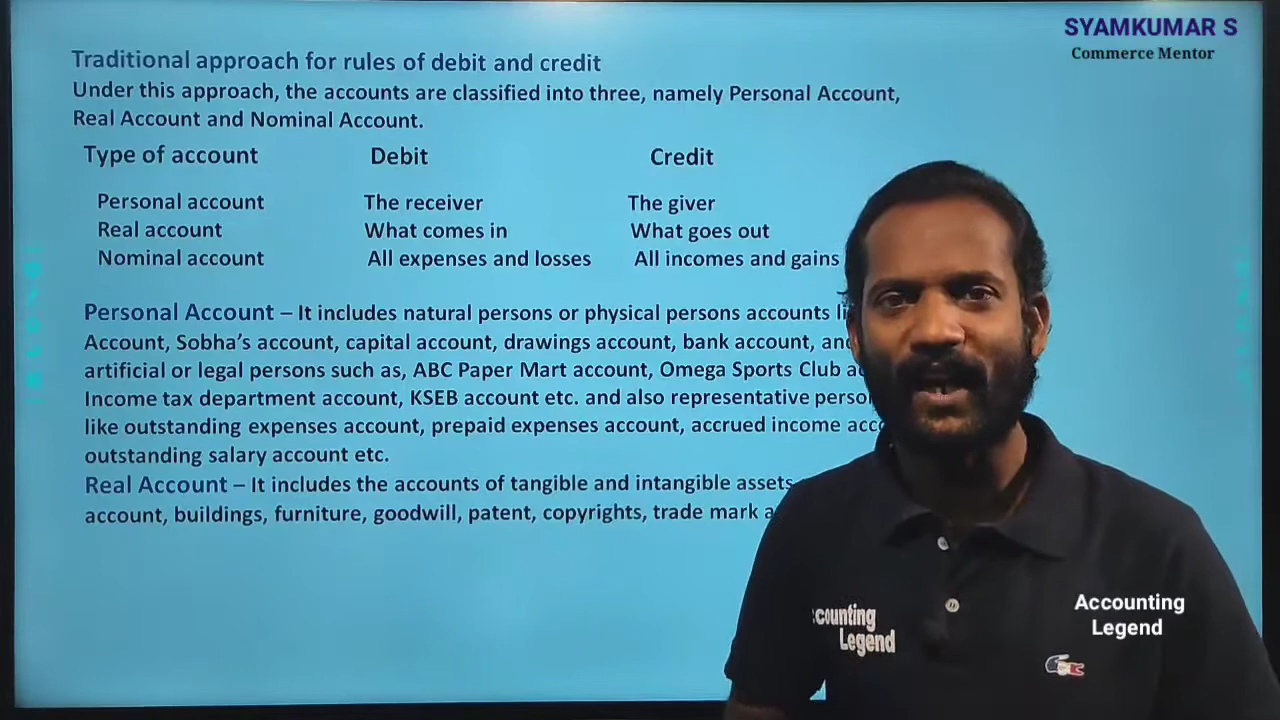 SYAMKUMAR S
Commerce Mentor
Traditional approach for rules of debit and credit
Under this approach, the accounts are classified into three, namely Personal Account,
Real Account and Nominal Account.
Type of account Debit Credit
Personal account The receiver The giver
Real account What comes in What goes out
Nominal account All expenses and losses All incomes and gains
Personal Account – It includes natural persons or physical persons accounts
Account, Sobha's account, capital account, drawings account, bank account,
artificial or legal persons such as, ABC Paper Mart account, Omega Sports Club
Income tax department account, KSEB account etc. and also representative
like outstanding expenses account, prepaid expenses account, accrued income
outstanding salary account etc.
Real Account – It includes the accounts of tangible and intangible assets
account, buildings, furniture, goodwill, patent, copyrights, trade mark
counting
Legend
Accounting
Legend